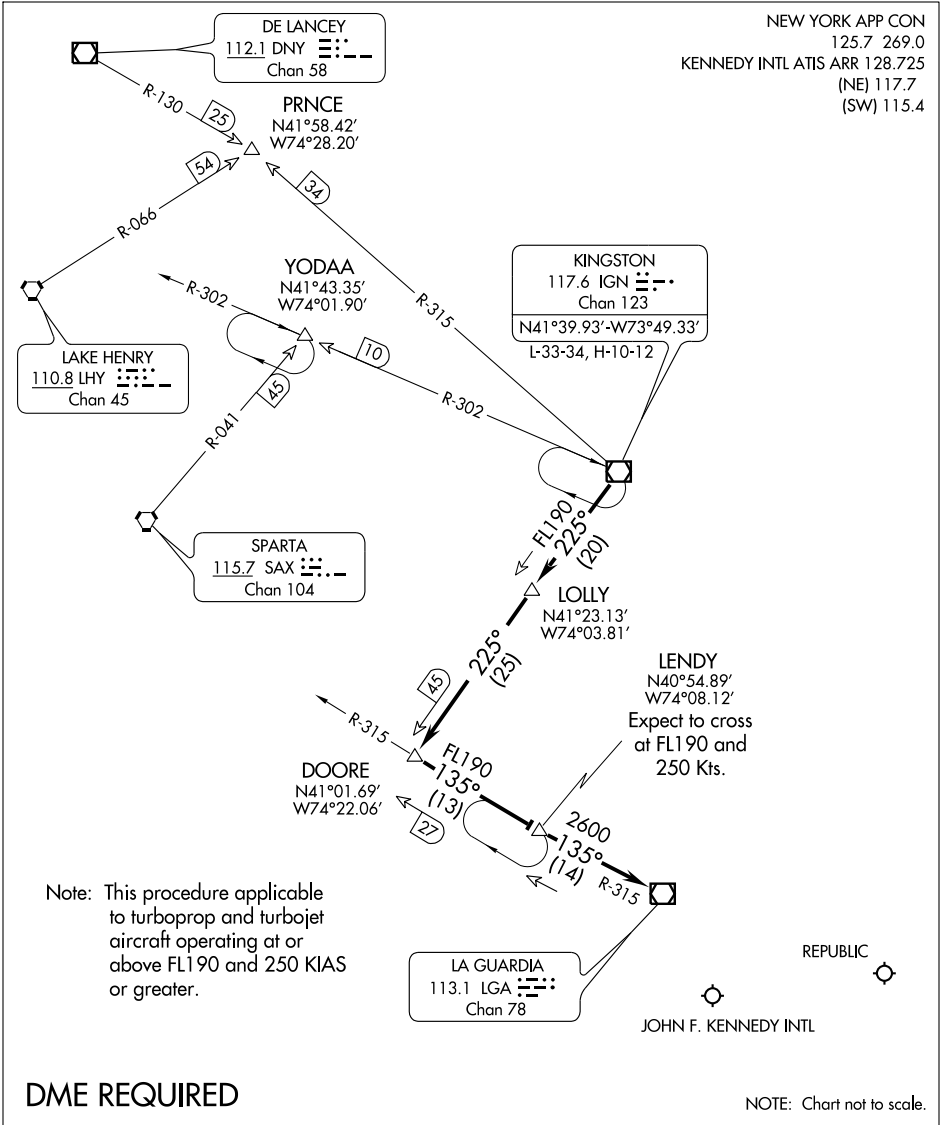 NEW YORK APP CON
125.7 269.0
KENNEDY INTL ATIS ARR 128.725
(NE) 117.7
(SW) 115.4
DE LANCEY
112.1 DNY
Chan 58
R-130
25
PRNCE
N41°58.42'
W74°28.20'
54
R-066
34
R-315
YODAA
N41°43.35'
W74°01.90'
R-302
KINGSTON
117.6 IGN
Chan 123
N41°39.93'-W73°49.33'
L-33-34, H-10-12
LAKE HENRY
110.8 LHY
Chan 45
10
R-302
45
R-041
SPARTA
115.7 SAX
Chan 104
FL190
225°
(20)
LOLLY
N41°23.13'
W74°03.81'
225°
(25)
45
LENDY
N40°54.89'
W74°08.12'
Expect to cross
at FL190 and
250 Kts.
R-315
DOORE
N41°01.69'
W74°22.06'
FL190
135°
(13)
27
2600
135°
(14)
R-315
Note: This procedure applicable
to turboprop and turbojet
aircraft operating at or
above FL190 and 250 KIAS
or greater.
LA GUARDIA
113.1 LGA
Chan 78
REPUBLIC
JOHN F. KENNEDY INTL
DME REQUIRED
NOTE: Chart not to scale.